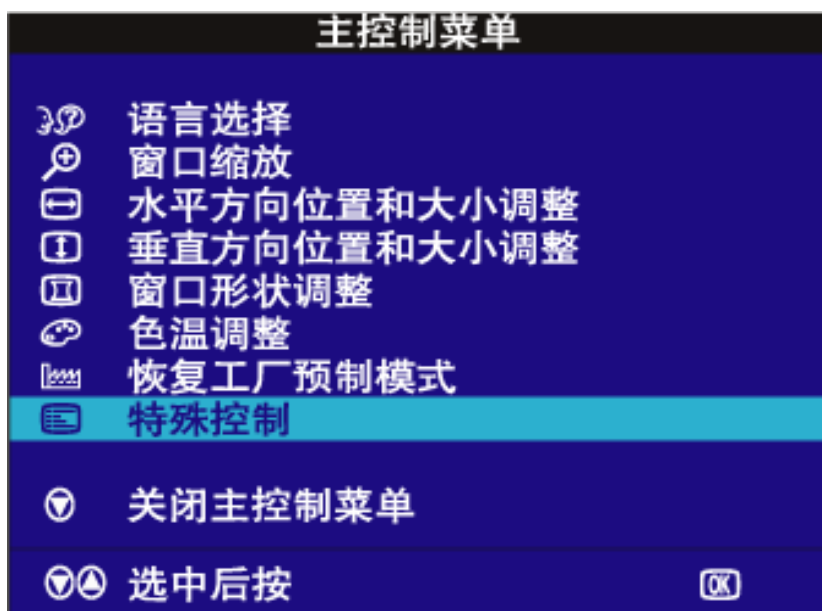 主控制菜单
语言选择
窗口缩放
水平方向位置和大小调整
垂直方向位置和大小调整
窗口形状调整
色温调整
恢复工厂预制模式
特殊控制
关闭主控制菜单
选中后按 OK